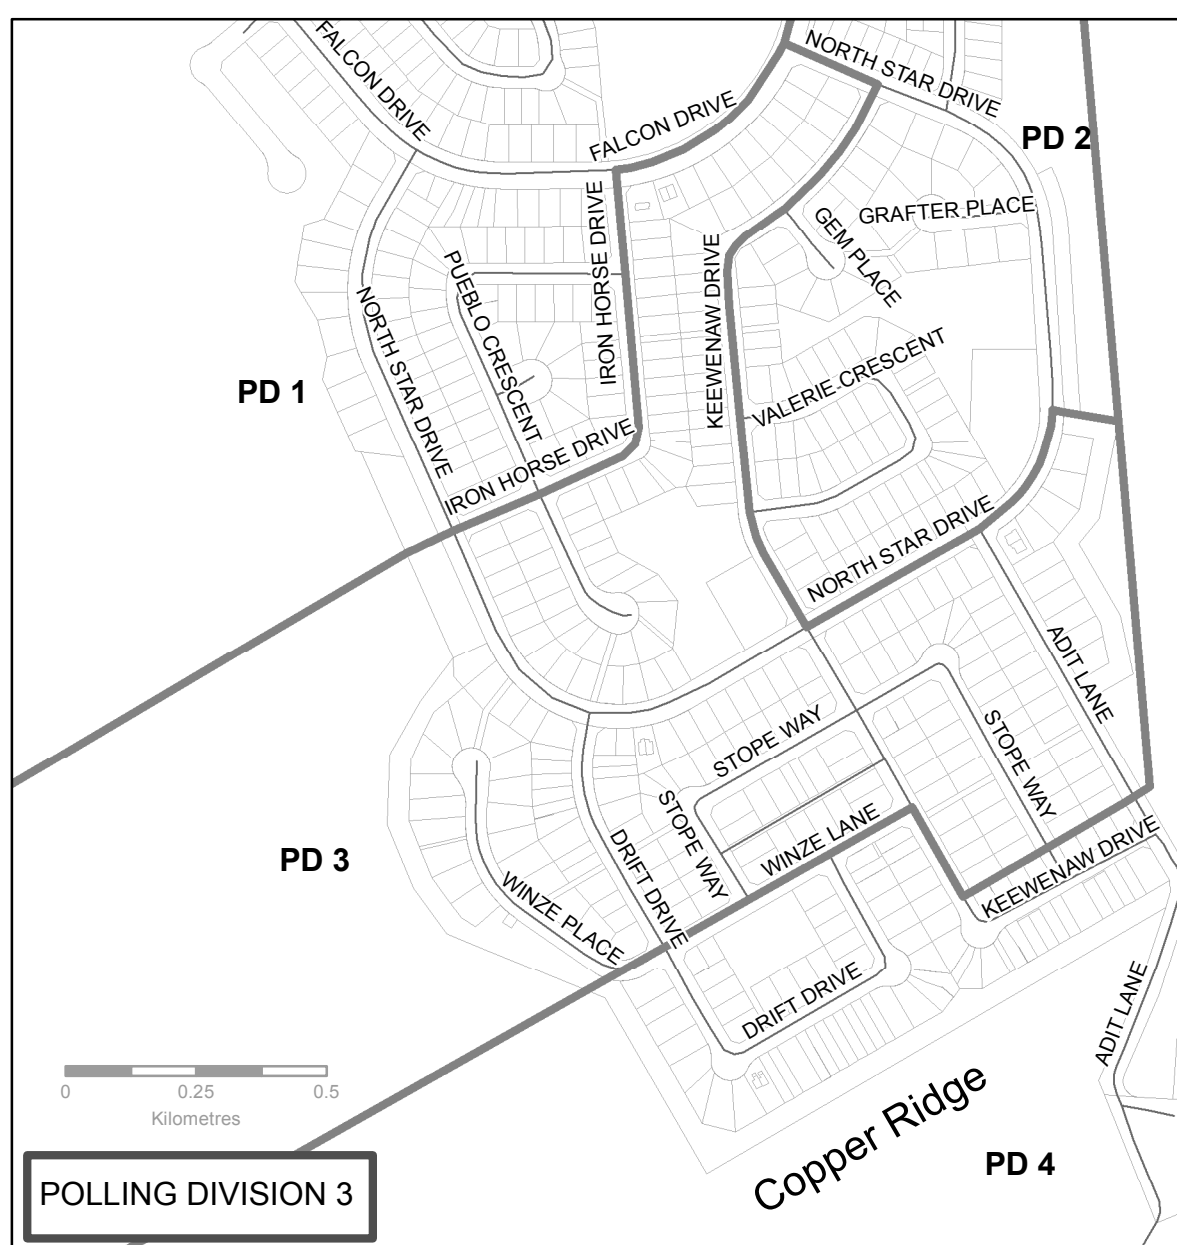 FALCON DRIVE
NORTH STAR DRIVE
FALCON DRIVE
PD 2
IRON HORSE DRIVE
GRAFTER PLACE
GEM PLACE
KEEWENAW DRIVE
PUEBLO CRESCENT
IRON HORSE DRIVE
NORTH STAR DRIVE
VALERIE CRESCENT
PD 1
IRON HORSE DRIVE
NORTH STAR DRIVE
ADIT LANE
STOPE WAY
STOPE WAY
STOPE WAY
WINZE LANE
DRIFT DRIVE
PD 3
KEEWENAW DRIVE
WINZE PLACE
DRIFT DRIVE
ADIT LANE
0 0.25 0.5
Kilometres
Copper Ridge
PD 4
POLLING DIVISION 3